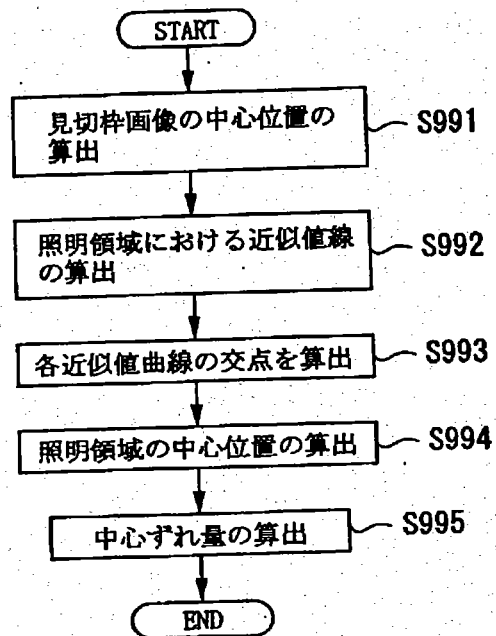 START
見切枠画像の中心位置の
算出
S991
照明領域における近似値線
の算出
S992
各近似値曲線の交点を算出
S993
照明領域の中心位置の算出
S994
中心ずれ量の算出
S995
END